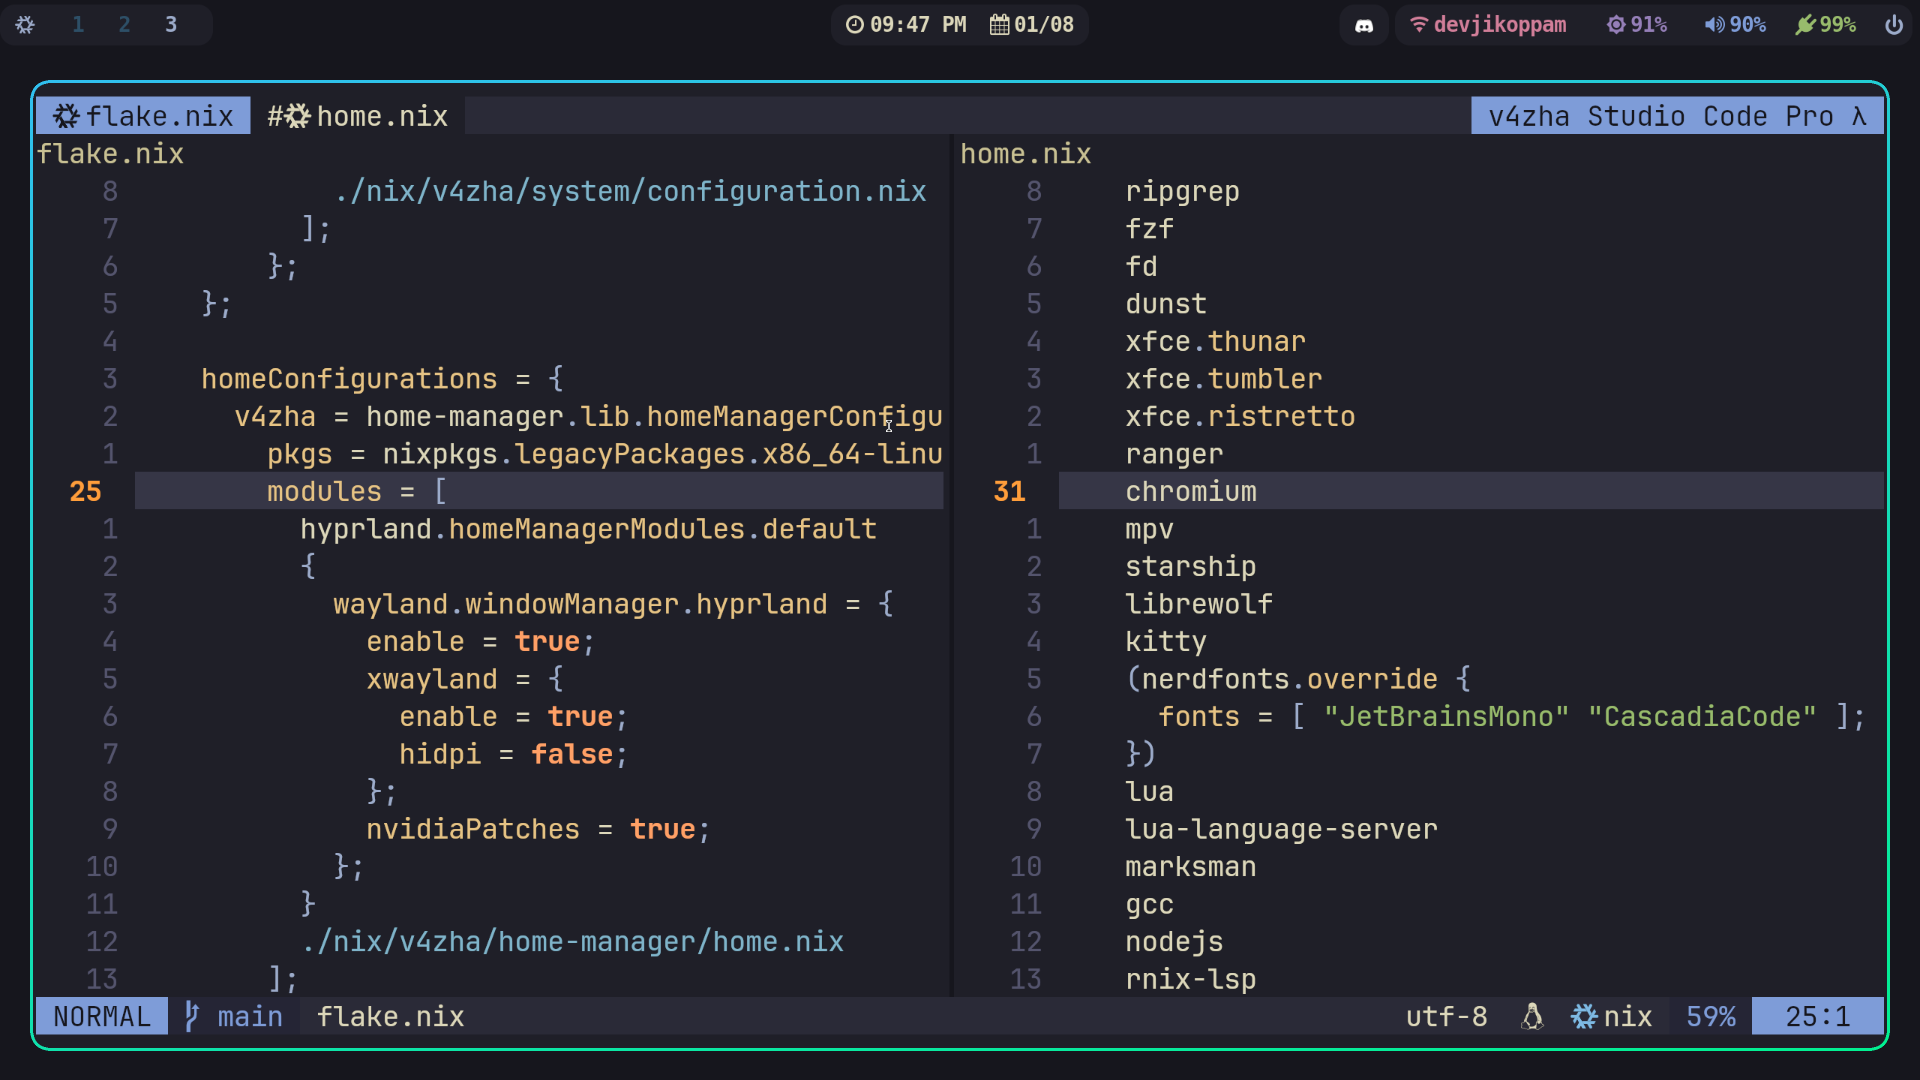 1 2 3
09:47 PM 01/08
devjikoppam 91% 90% 99%
flake.nix #home.nix
v4zha Studio Code Pro λ
flake.nix
8 ./nix/v4zha/system/configuration.nix
7 ];
6 };
5 };
4
3 homeConfigurations = {
2 v4zha = home-manager.lib.homeManagerConfigu
1 pkgs = nixpkgs.legacyPackages.x86_64-linu
25 modules = [
1 hyprland.homeManagerModules.default
2 {
3 wayland.windowManager.hyprland = {
4 enable = true;
5 xwayland = {
6 enable = true;
7 hidpi = false;
8 };
9 nvidiaPatches = true;
10 };
11 }
12 ./nix/v4zha/home-manager/home.nix
13 ];
home.nix
8 ripgrep
7 fzf
6 fd
5 dunst
4 xfce.thunar
3 xfce.tumbler
2 xfce.ristretto
1 ranger
31 chromium
1 mpv
2 starship
3 librewolf
4 kitty
5 (nerdfonts.override {
6 fonts = [ "JetBrainsMono" "CascadiaCode" ];
7 })
8 lua
9 lua-language-server
10 marksman
11 gcc
12 nodejs
13 rnix-lsp
NORMAL main flake.nix
utf-8 nix 59% 25:1